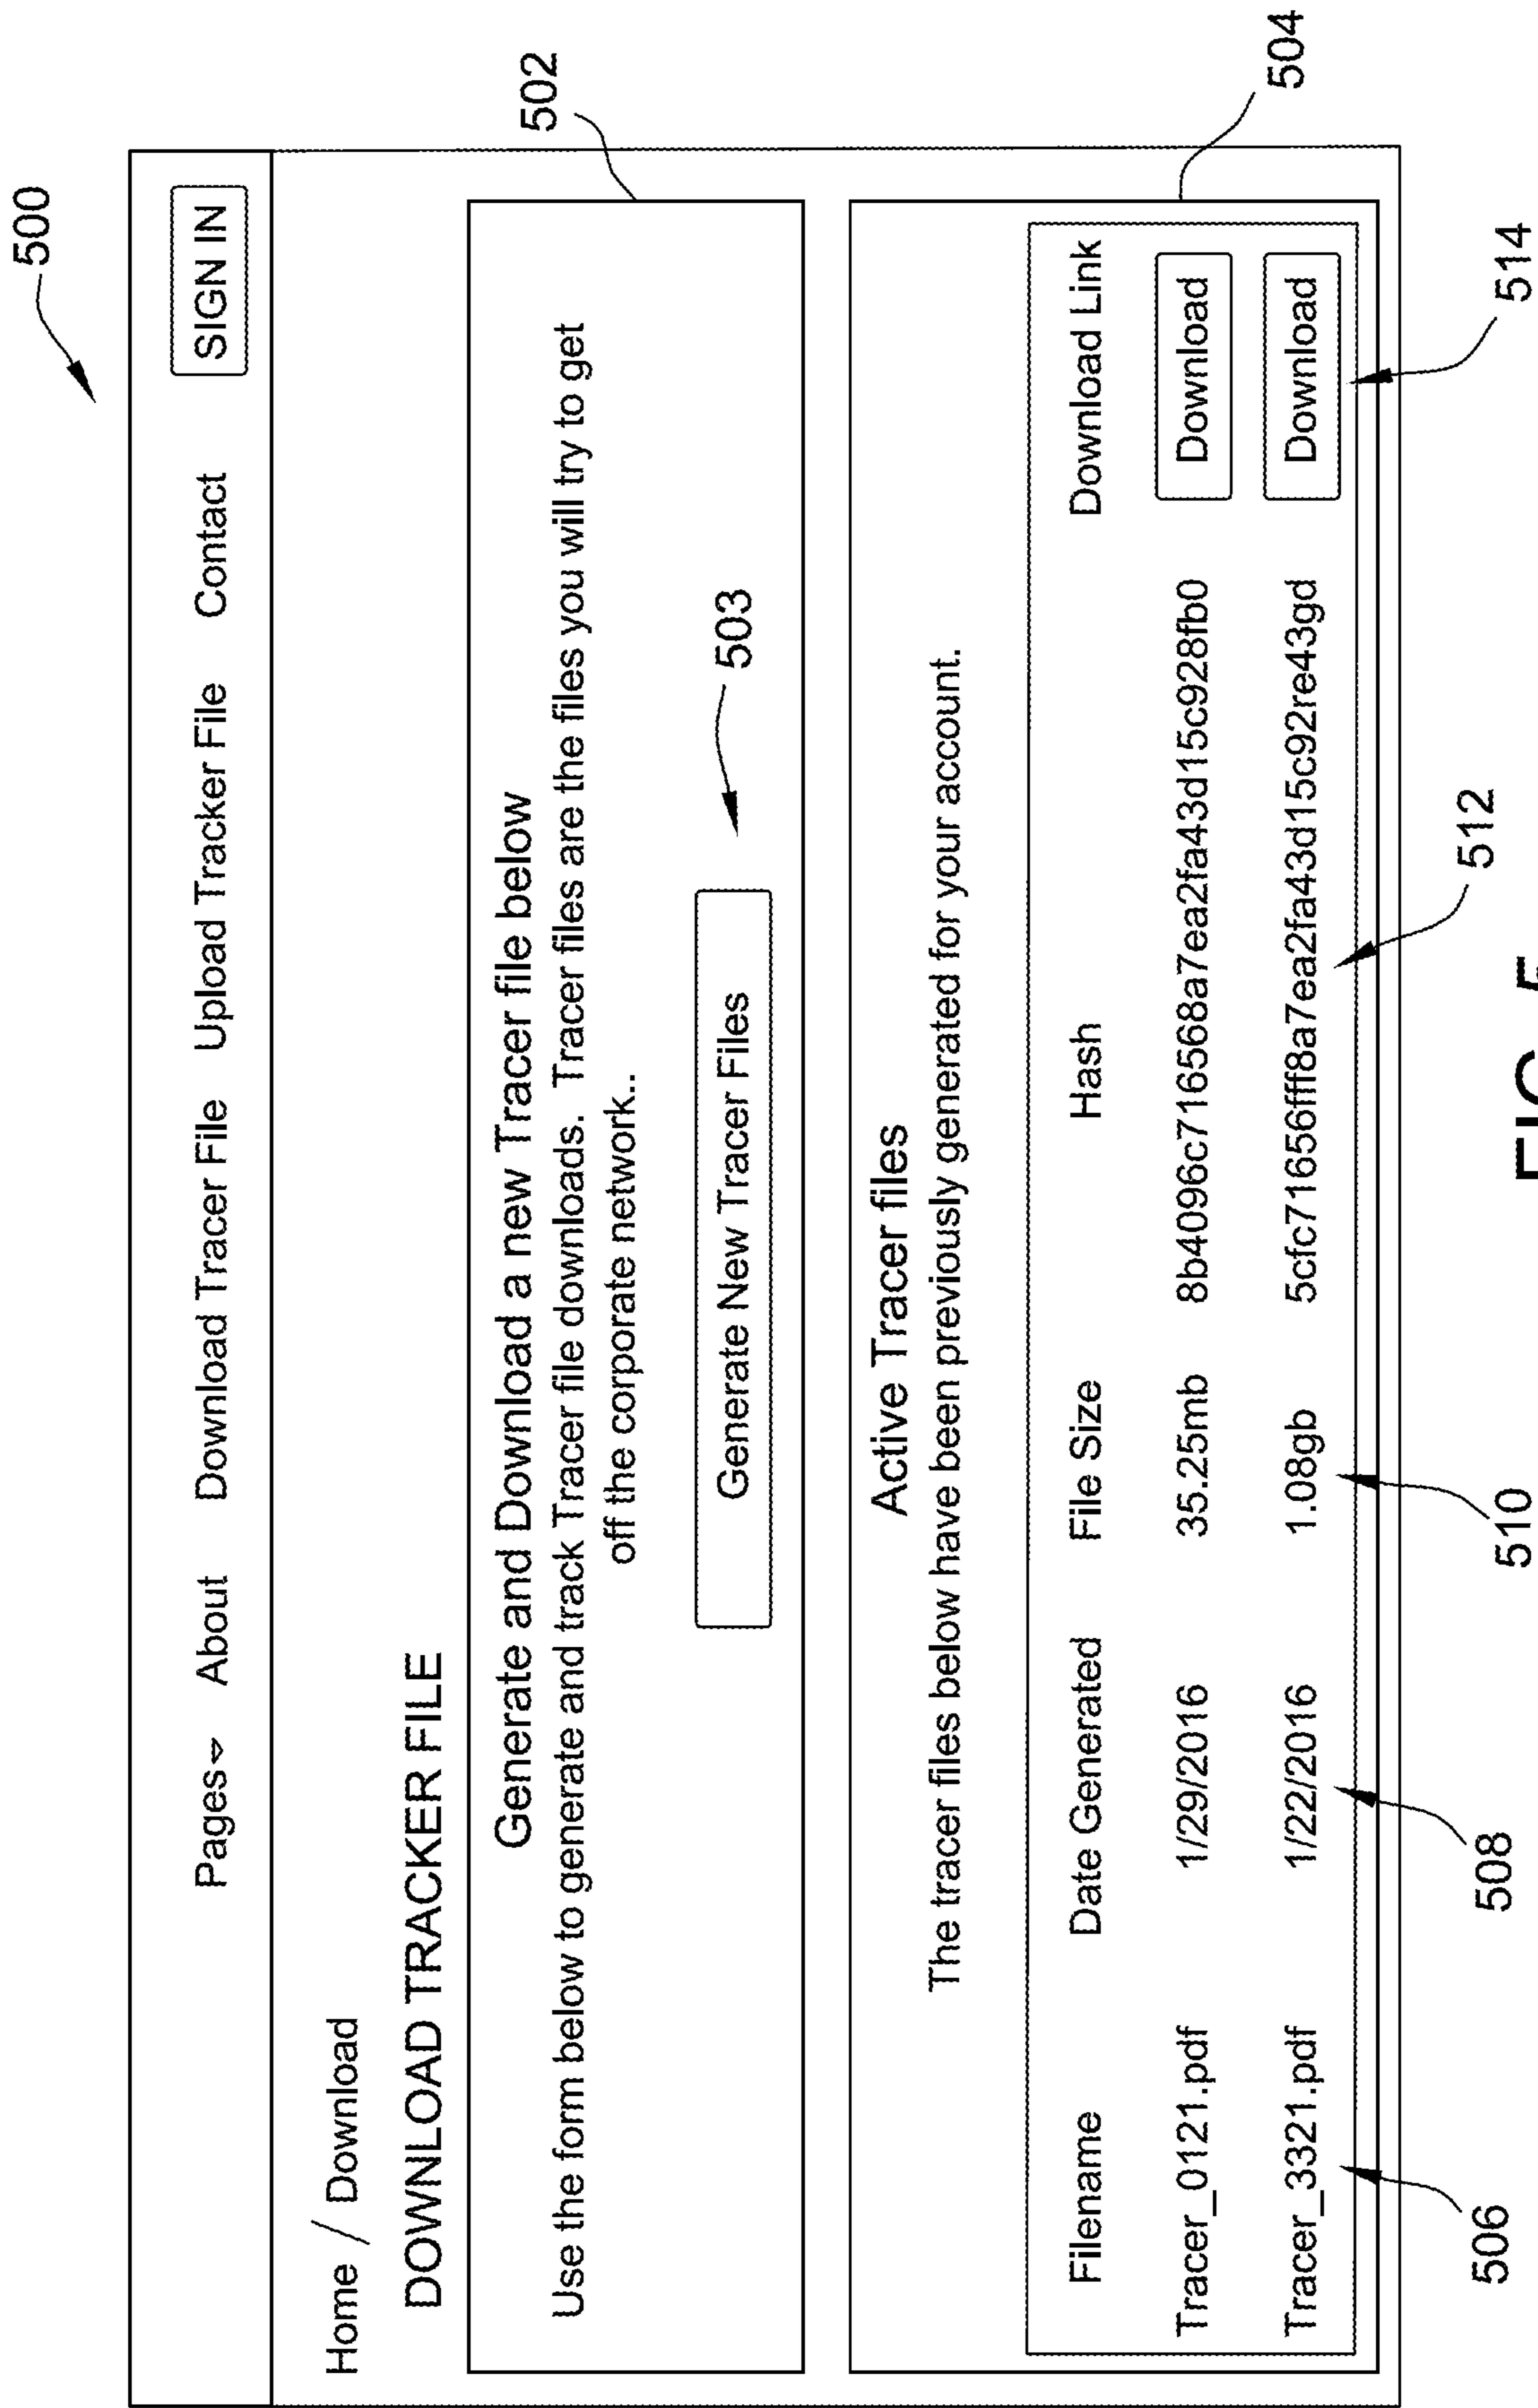 500
Pages About Download Tracer File Upload Tracker File Contact SIGN IN
Home / Download
DOWNLOAD TRACKER FILE
502
Generate and Download a new Tracer file below
Use the form below to generate and track Tracer file downloads. Tracer files are the files you will try to get
off the corporate network..
503
Generate New Tracer Files
504
Active Tracer files
The tracer files below have been previously generated for your account.
Filename Date Generated File Size Hash Download Link
Tracer_0121.pdf 1/29/2016 35.25mb 8b4096c716568a7ea2fa43d15c928fb0 Download
Tracer_3321.pdf 1/22/2016 1.08gb 5cfc71656fff8a7ea2fa43d15c92re43gd Download
506 508 510 512 514